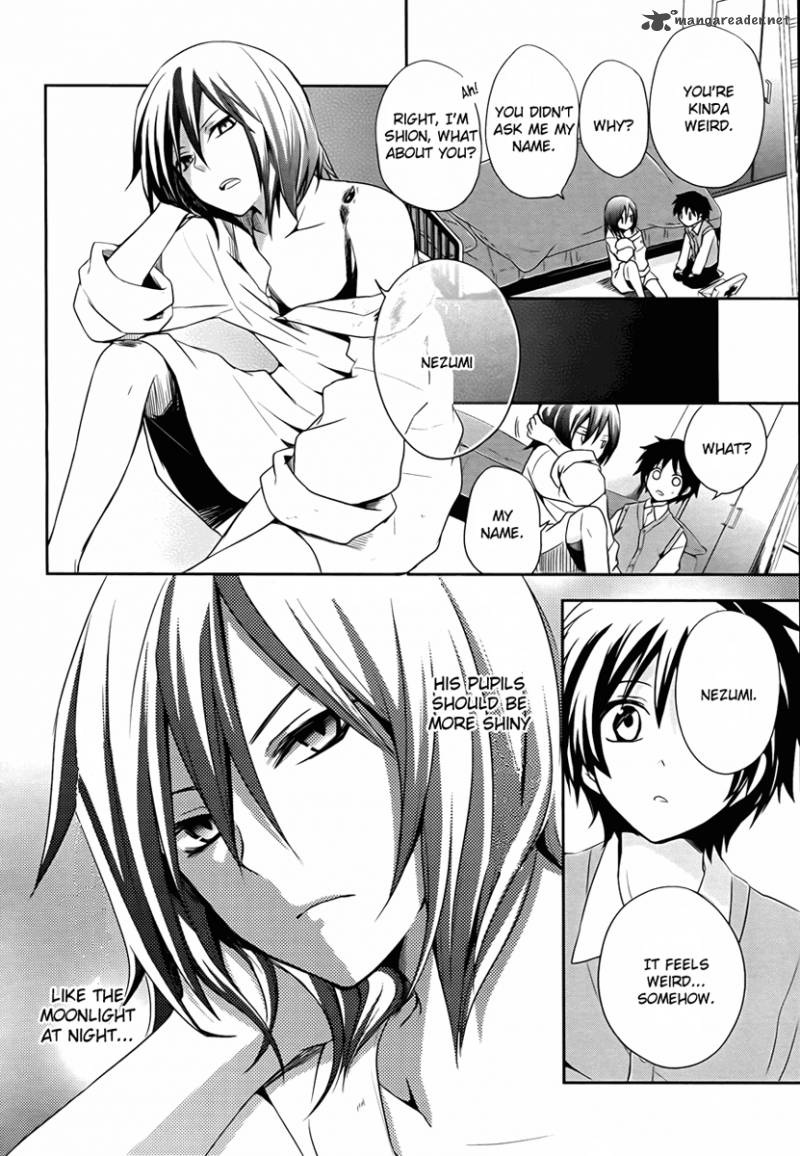 mangareader.net
YOU'RE
KINDA
WEIRD.
WHY?
YOU DIDN'T
ASK ME MY
NAME.
Ah!
RIGHT, I'M
SHION, WHAT
ABOUT YOU?
NEZUMI
WHAT?
MY
NAME.
NEZUMI.
IT FEELS
WEIRD...
SOMEHOW.
HIS PUPILS
SHOULD BE
MORE SHINY
LIKE THE
MOONLIGHT
AT NIGHT...